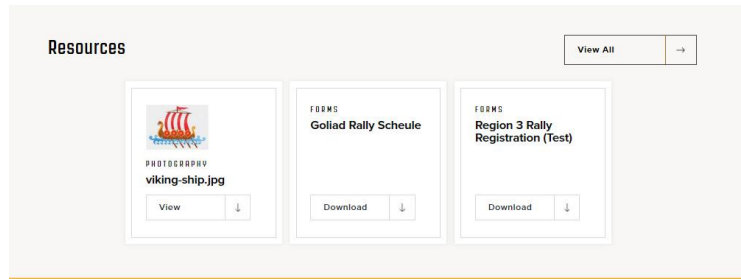 Resources
View All
PHOTOGRAPHY
viking-ship.jpg
View
FORMS
Goliad Rally Scheule
Download
FORMS
Region 3 Rally
Registration (Test)
Download